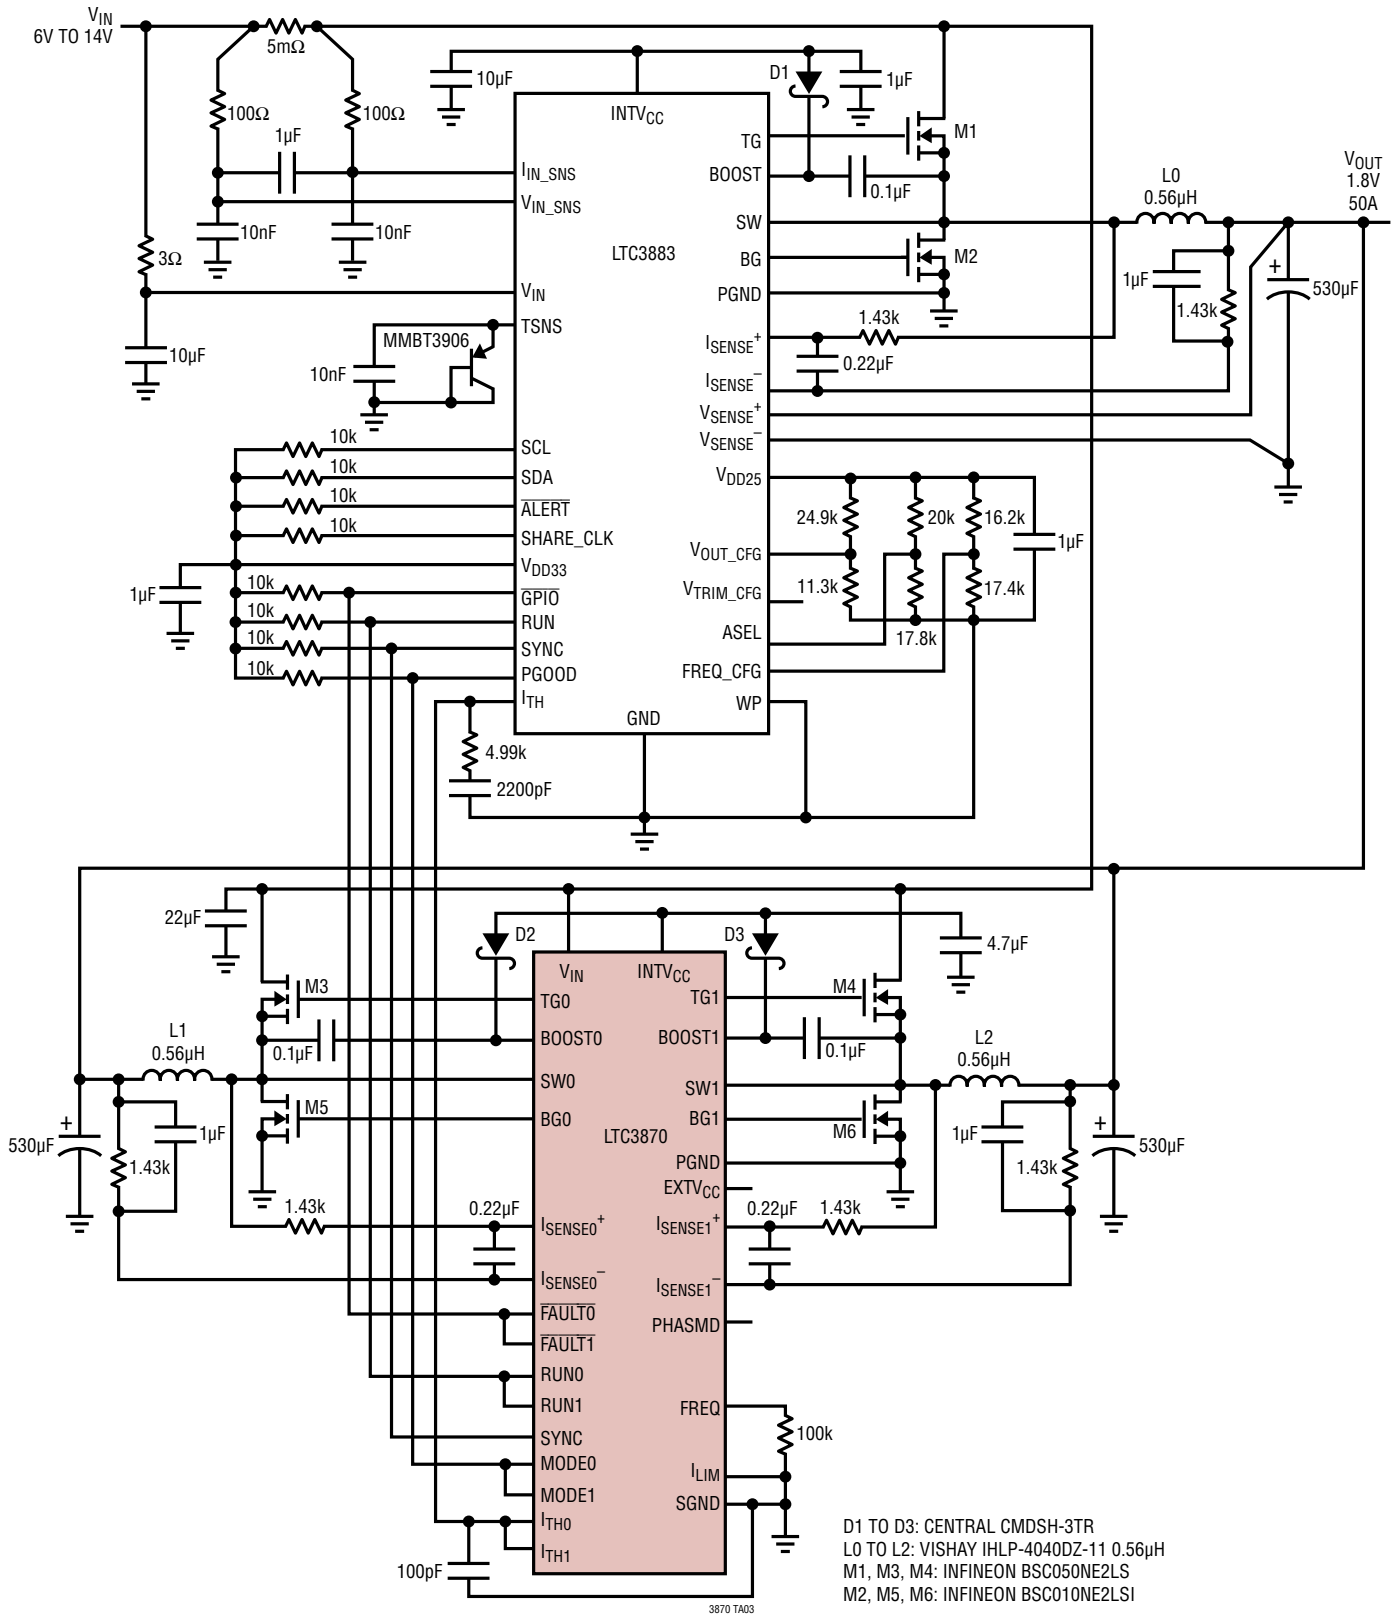 VIN
6V TO 14V
5mΩ
100Ω
100Ω
1µF
10nF
10nF
3Ω
10µF
10µF
INTVCC
D1
1µF
TG
M1
BOOST
0.1µF
IIN_SNS
VIN_SNS
LTC3883
SW
L0
0.56µH
VOUT
1.8V
50A
BG
M2
PGND
VIN
1µF
1.43k
530µF
+
TSNS
MMBT3906
10nF
ISENSE+
1.43k
0.22µF
ISENSE–
VSENSE+
VSENSE–
10k
SCL
10k
SDA
10k
ALERT
10k
SHARE_CLK
VDD33
1µF
10k
GPIO
10k
RUN
10k
SYNC
10k
PGOOD
ITH
VDD25
24.9k
20k
16.2k
1µF
VOUT_CFG
11.3k
17.4k
VTRIM_CFG
ASEL
17.8k
FREQ_CFG
WP
GND
4.99k
2200pF
22µF
D2
D3
4.7µF
VIN
INTVCC
M3
TG0
TG1
M4
BOOST0
BOOST1
0.1µF
0.1µF
L1
0.56µH
L2
0.56µH
SW0
SW1
M5
BG0
BG1
M6
LTC3870
+
530µF
1µF
1.43k
PGND
EXTVCC
1µF
1.43k
+
530µF
1.43k
0.22µF
ISENSE0+
ISENSE1+
0.22µF
1.43k
ISENSE0–
ISENSE1–
FAULT0
FAULT1
PHASMD
RUN0
RUN1
FREQ
100k
SYNC
MODE0
MODE1
ILIM
SGND
ITH0
ITH1
100pF
D1 TO D3: CENTRAL CMDSH-3TR
L0 TO L2: VISHAY IHLP-4040DZ-11 0.56µH
M1, M3, M4: INFINEON BSC050NE2LS
M2, M5, M6: INFINEON BSC010NE2LSI
3870 TA03